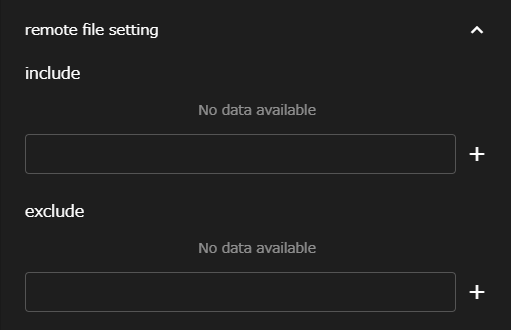 remote file setting
include
No data available
exclude
No data available